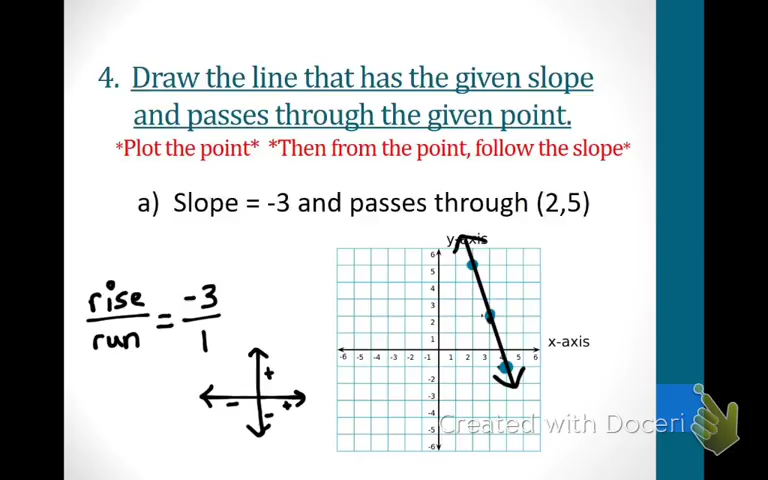 4. Draw the line that has the given slope
and passes through the given point.
*Plot the point* *Then from the point, follow the slope*
a) Slope = -3 and passes through (2,5)
y-axis
rise
run
=
-3
1
6
5
4
3
2
1
x-axis
-6 -5 -4 -3 -2 -1 1 2 3 4 5 6
-2
-3
-4
-5
-6
+
- +
-
Created with Doceri